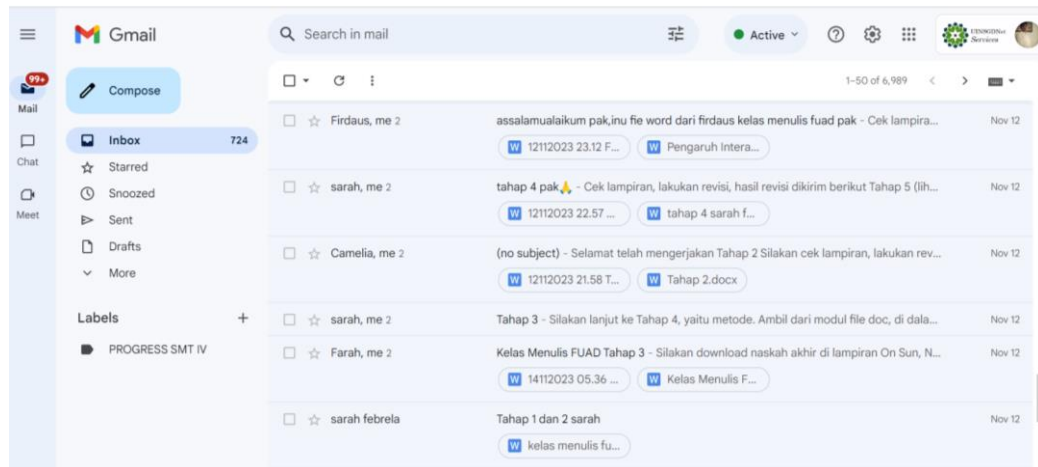 Gmail
Search in mail
Active
UINSGDNet
Services
99+
Mail
Compose
1–50 of 6,989
Chat
Meet
Inbox 724
Starred
Snoozed
Sent
Drafts
More
Labels +
PROGRESS SMT IV
Firdaus, me 2 assalamualaikum pak,inu fie word dari firdaus kelas menulis fuad pak - Cek lampira... Nov 12
W 12112023 23.12 F... W Pengaruh Intera...
sarah, me 2 tahap 4 pak🙏 - Cek lampiran, lakukan revisi, hasil revisi dikirim berikut Tahap 5 (lih... Nov 12
W 12112023 22.57 ... W tahap 4 sarah f...
Camelia, me 2 (no subject) - Selamat telah mengerjakan Tahap 2 Silakan cek lampiran, lakukan rev... Nov 12
W 12112023 21.58 T... W Tahap 2.docx
sarah, me 2 Tahap 3 - Silakan lanjut ke Tahap 4, yaitu metode. Ambil dari modul file doc, di dala... Nov 12
Farah, me 2 Kelas Menulis FUAD Tahap 3 - Silakan download naskah akhir di lampiran On Sun, N... Nov 12
W 14112023 05.36 ... W Kelas Menulis F...
sarah febrela Tahap 1 dan 2 sarah Nov 12
W kelas menulis fu...